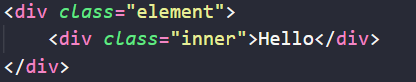 <div class="element">
    <div class="inner">Hello</div>
</div>